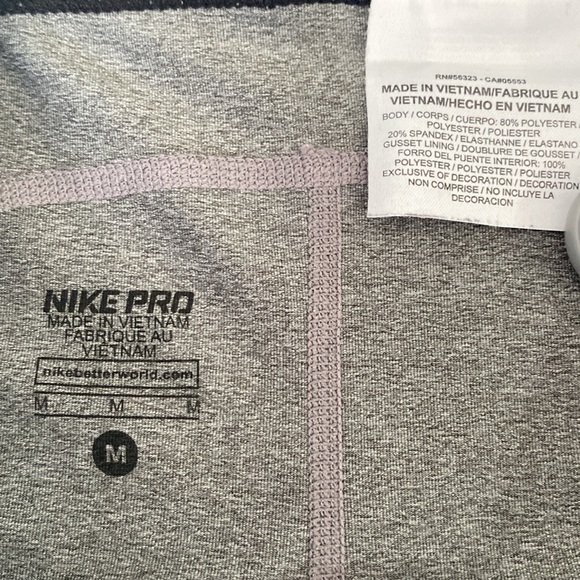 RN#56323 - CA#05553
MADE IN VIETNAM/FABRIQUE AU
VIETNAM/HECHO EN VIETNAM
BODY / CORPS / CUERPO: 80% POLYESTER /
POLYESTER / POLIESTER
20% SPANDEX / ELASTHANNE / ELASTANO
GUSSET LINING / DOUBLURE DE GOUSSET /
FORRO DEL PUENTE INTERIOR: 100%
POLYESTER / POLYESTER / POLIESTER
EXCLUSIVE OF DECORATION / DECORATION
NON COMPRISE / NO INCLUYE LA
DECORACION
NIKE PRO
MADE IN VIETNAM
FABRIQUE AU
VIETNAM
nikebetterworld.com
M M M
M